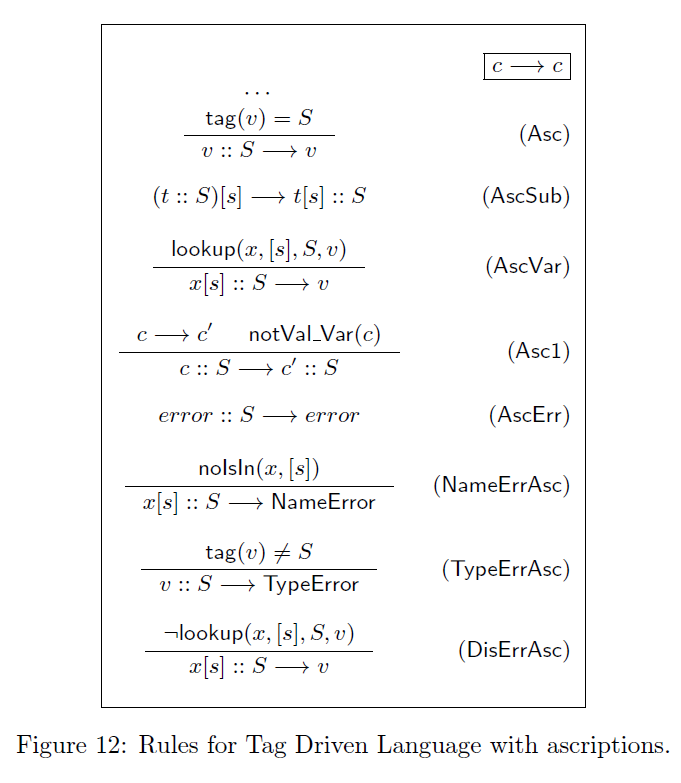 c ⟶ c
...
tag(v) = S
v :: S ⟶ v
(Asc)
(t :: S)[s] ⟶ t[s] :: S
(AscSub)
lookup(x, [s], S, v)
x[s] :: S ⟶ v
(AscVar)
c ⟶ c′ notVal_Var(c)
c :: S ⟶ c′ :: S
(Asc1)
error :: S ⟶ error
(AscErr)
noIsIn(x, [s])
x[s] :: S ⟶ NameError
(NameErrAsc)
tag(v) ≠ S
v :: S ⟶ TypeError
(TypeErrAsc)
¬lookup(x, [s], S, v)
x[s] :: S ⟶ v
(DisErrAsc)
Figure 12: Rules for Tag Driven Language with ascriptions.